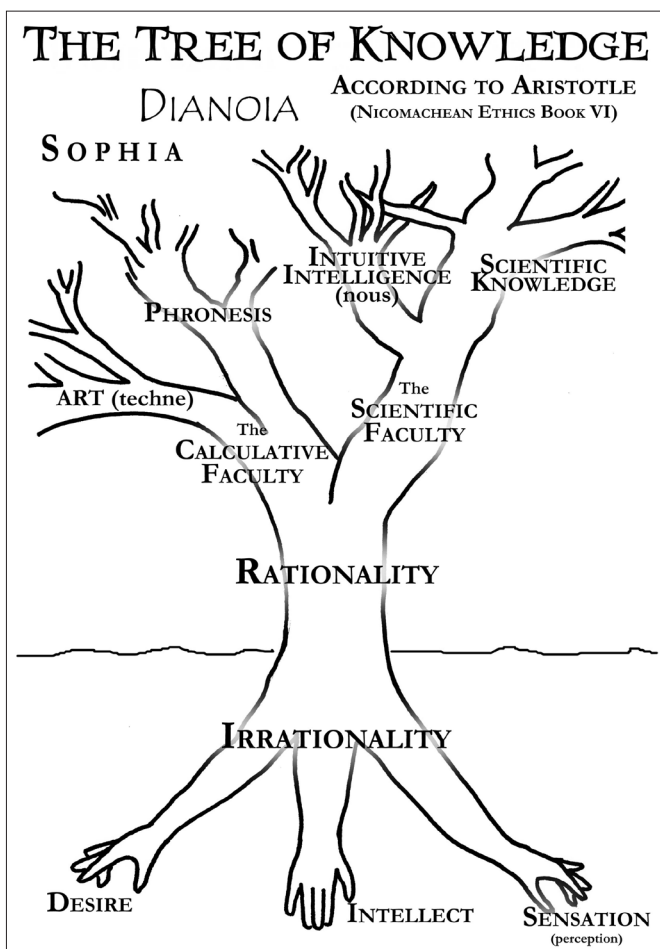 THE TREE OF KNOWLEDGE
ACCORDING TO ARISTOTLE
(NICOMACHEAN ETHICS BOOK VI)
DIANOIA
SOPHIA
INTUITIVE
INTELLIGENCE
(nous)
SCIENTIFIC
KNOWLEDGE
PHRONESIS
ART (techne)
The
SCIENTIFIC
FACULTY
The
CALCULATIVE
FACULTY
RATIONALITY
IRRATIONALITY
DESIRE
INTELLECT
SENSATION
(perception)